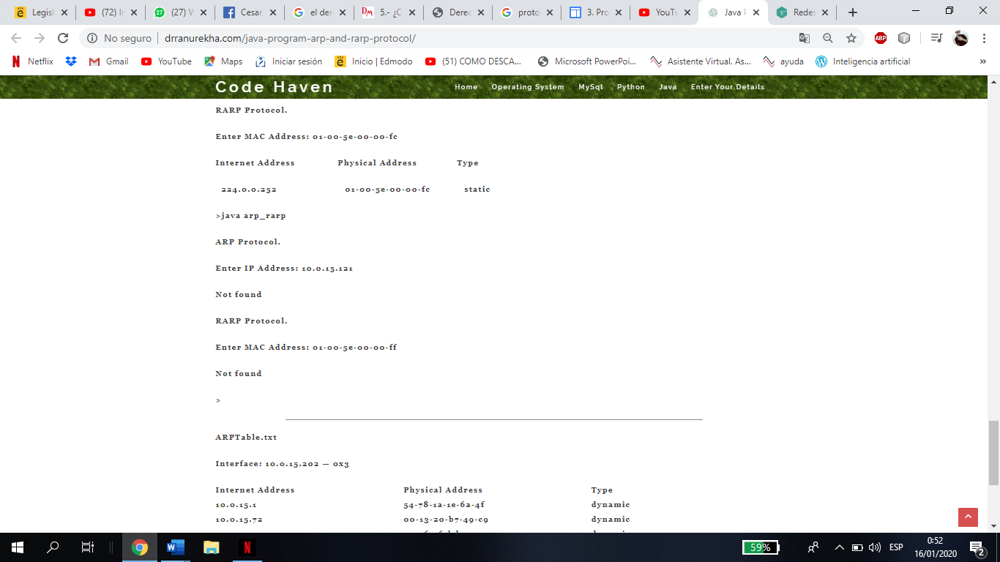 Legisl
(72) Ir
27
(27) W
Cesar
el der
5.- ¿C
Derec
proto
3. Pro
YouTu
Java P
Redes
No seguro
drranurekha.com/java-program-arp-and-rarp-protocol/
ABP
Netflix
Gmail
YouTube
Maps
Iniciar sesión
Inicio | Edmodo
(51) COMO DESCA...
Microsoft PowerPoi...
Asistente Virtual. As...
ayuda
Inteligencia artificial
»
Code Haven
Home
Operating System
MySql
Python
Java
Enter Your Details
RARP Protocol.
Enter MAC Address: 01-00-5e-00-00-fc
Internet Address Physical Address Type
224.0.0.252 01-00-5e-00-00-fc static
>java arp_rarp
ARP Protocol.
Enter IP Address: 10.0.15.121
Not found
RARP Protocol.
Enter MAC Address: 01-00-5e-00-00-ff
Not found
>
ARPTable.txt
Interface: 10.0.15.202 — 0x3
Internet Address Physical Address Type
10.0.15.1 54-78-1a-1e-6a-4f dynamic
10.0.15.72 00-13-20-b7-49-c9 dynamic
59%
ESP
0:52
16/01/2020
2